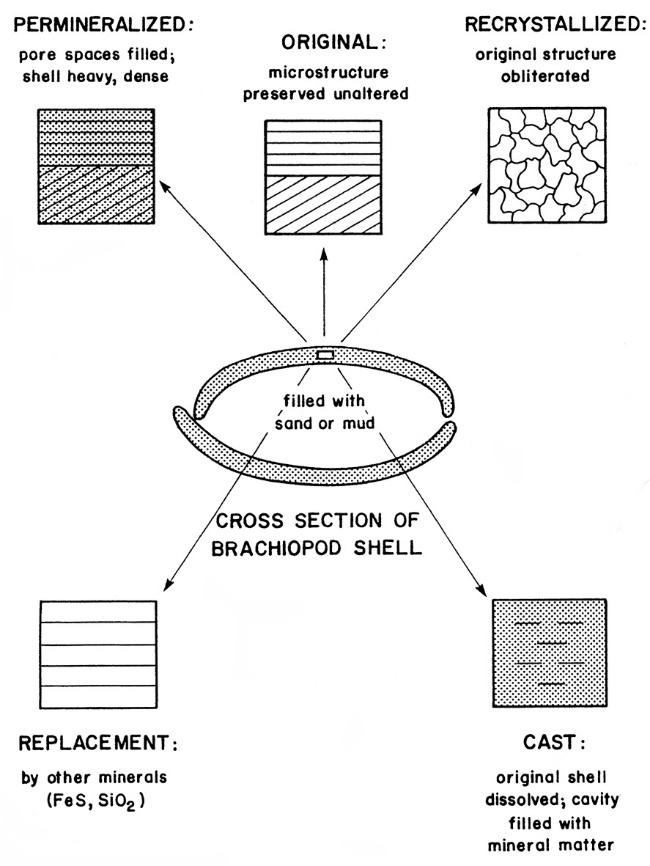 PERMINERALIZED:
pore spaces filled;
shell heavy, dense
ORIGINAL:
microstructure
preserved unaltered
RECRYSTALLIZED:
original structure
obliterated
filled with
sand or mud
CROSS SECTION OF
BRACHIOPOD SHELL
REPLACEMENT:
by other minerals
(FeS, SiO₂)
CAST:
original shell
dissolved; cavity
filled with
mineral matter